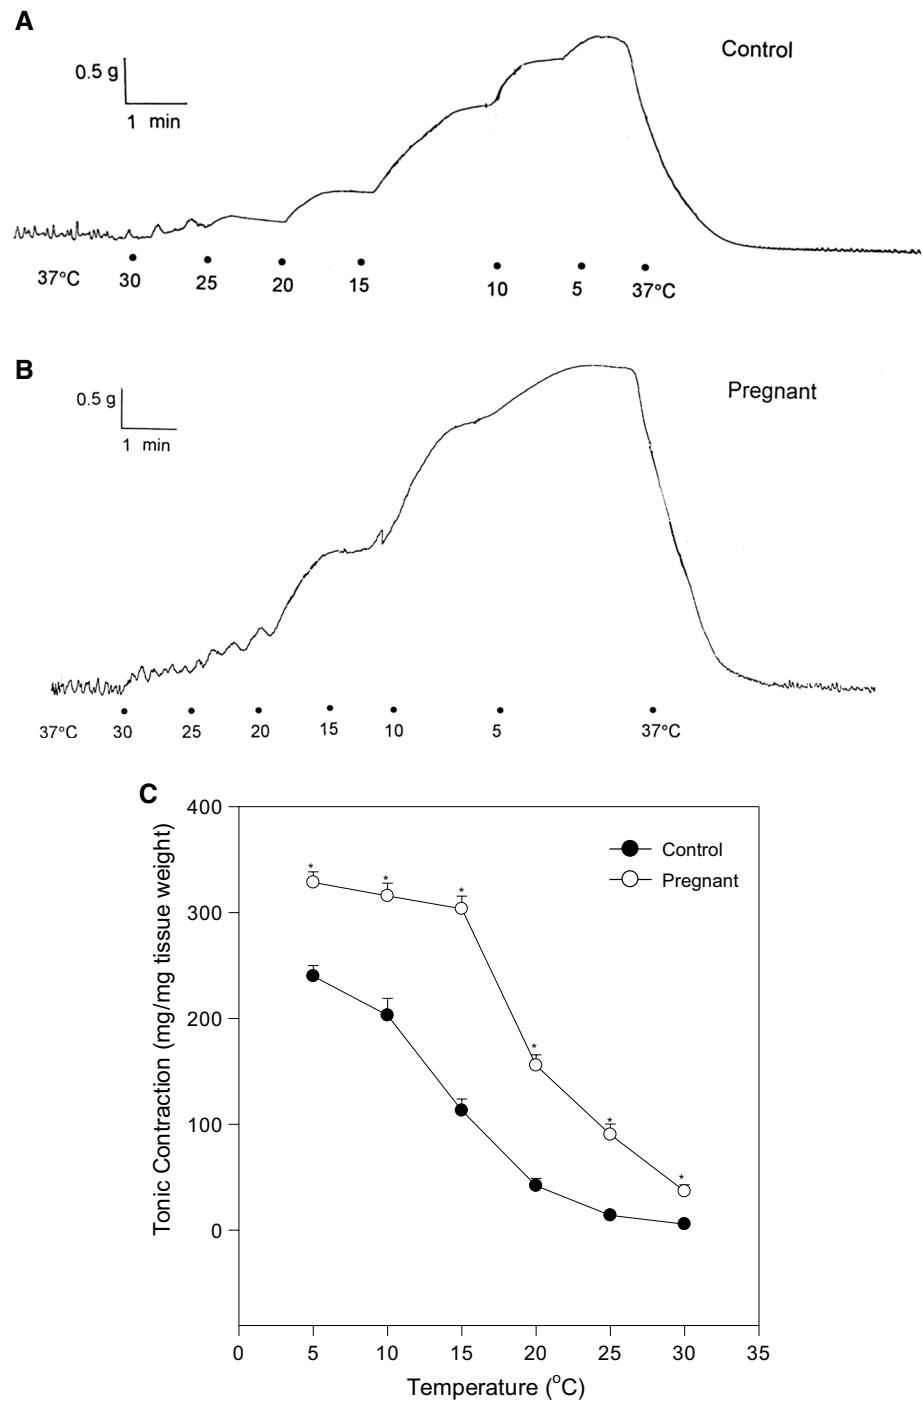 A
0.5 g
Control
1 min
37°C 30 25 20 15 10 5 37°C
B
0.5 g
Pregnant
1 min
37°C 30 25 20 15 10 5 37°C
C
400
300
200
100
0
Tonic Contraction (mg/mg tissue weight)
Control
Pregnant
* * * * * *
0 5 10 15 20 25 30 35
Temperature (°C)